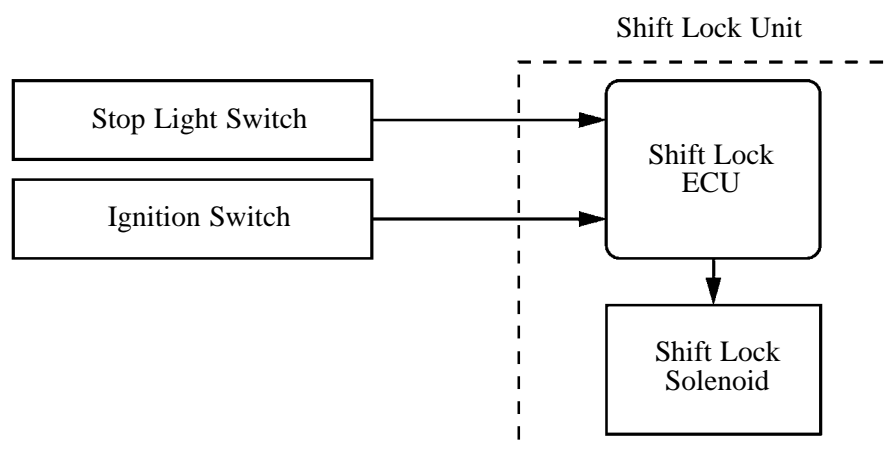 Shift Lock Unit
Stop Light Switch
Shift Lock
ECU
Ignition Switch
Shift Lock
Solenoid